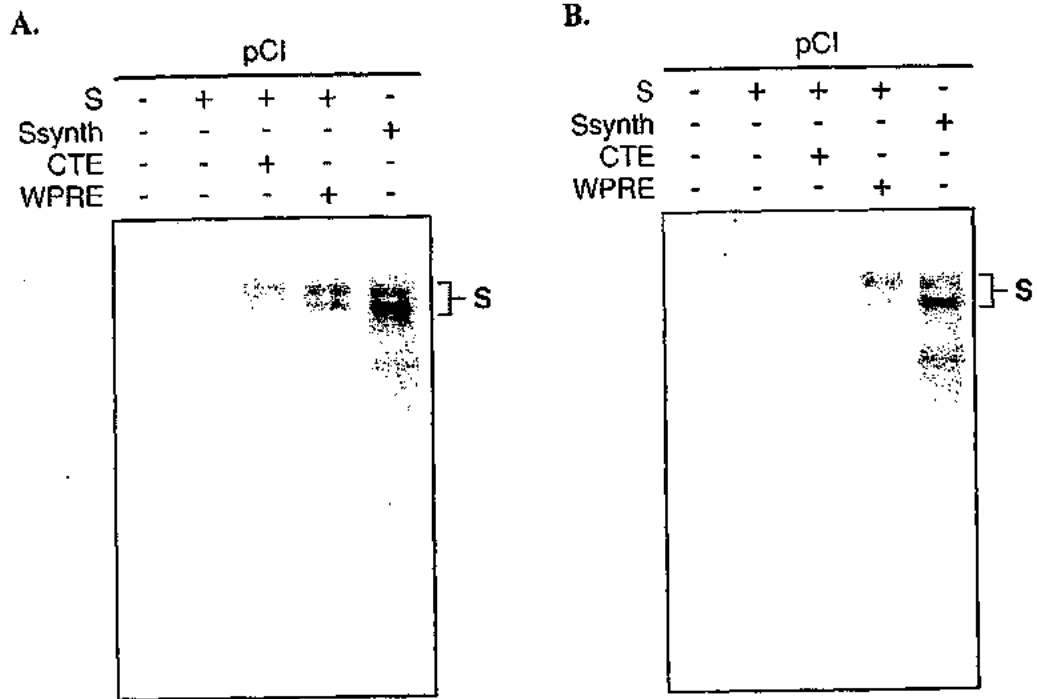 A.
pCI
S - + + + -
Ssynth - - - - +
CTE - - + - -
WPRE - - - + -
S
B.
pCI
S - + + + -
Ssynth - - - - +
CTE - - + - -
WPRE - - - + -
S